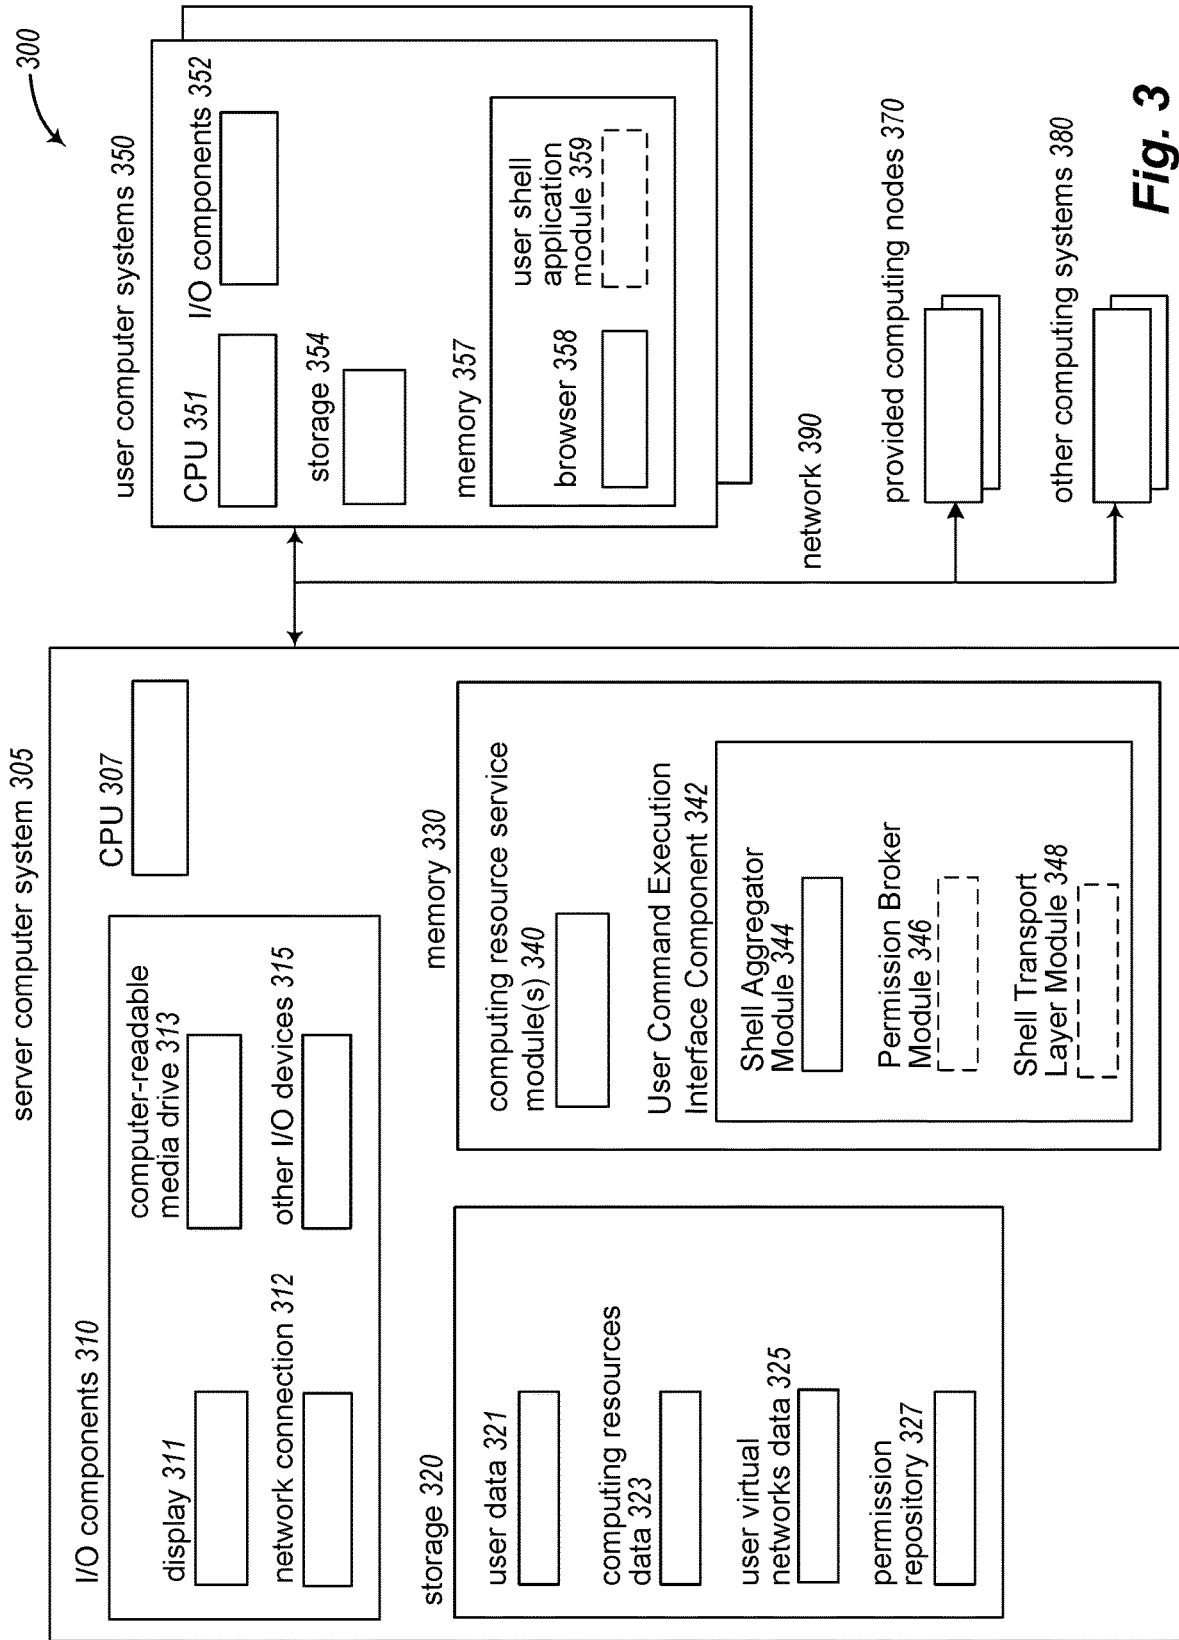 300
server computer system 305
I/O components 310
display 311
network connection 312
computer-readable
media drive 313
other I/O devices 315
CPU 307
storage 320
user data 321
computing resources
data 323
user virtual
networks data 325
permission
repository 327
memory 330
computing resource service
module(s) 340
User Command Execution
Interface Component 342
Shell Aggregator
Module 344
Permission Broker
Module 346
Shell Transport
Layer Module 348
user computer systems 350
CPU 351
I/O components 352
storage 354
memory 357
browser 358
user shell
application
module 359
network 390
provided computing nodes 370
other computing systems 380
Fig. 3